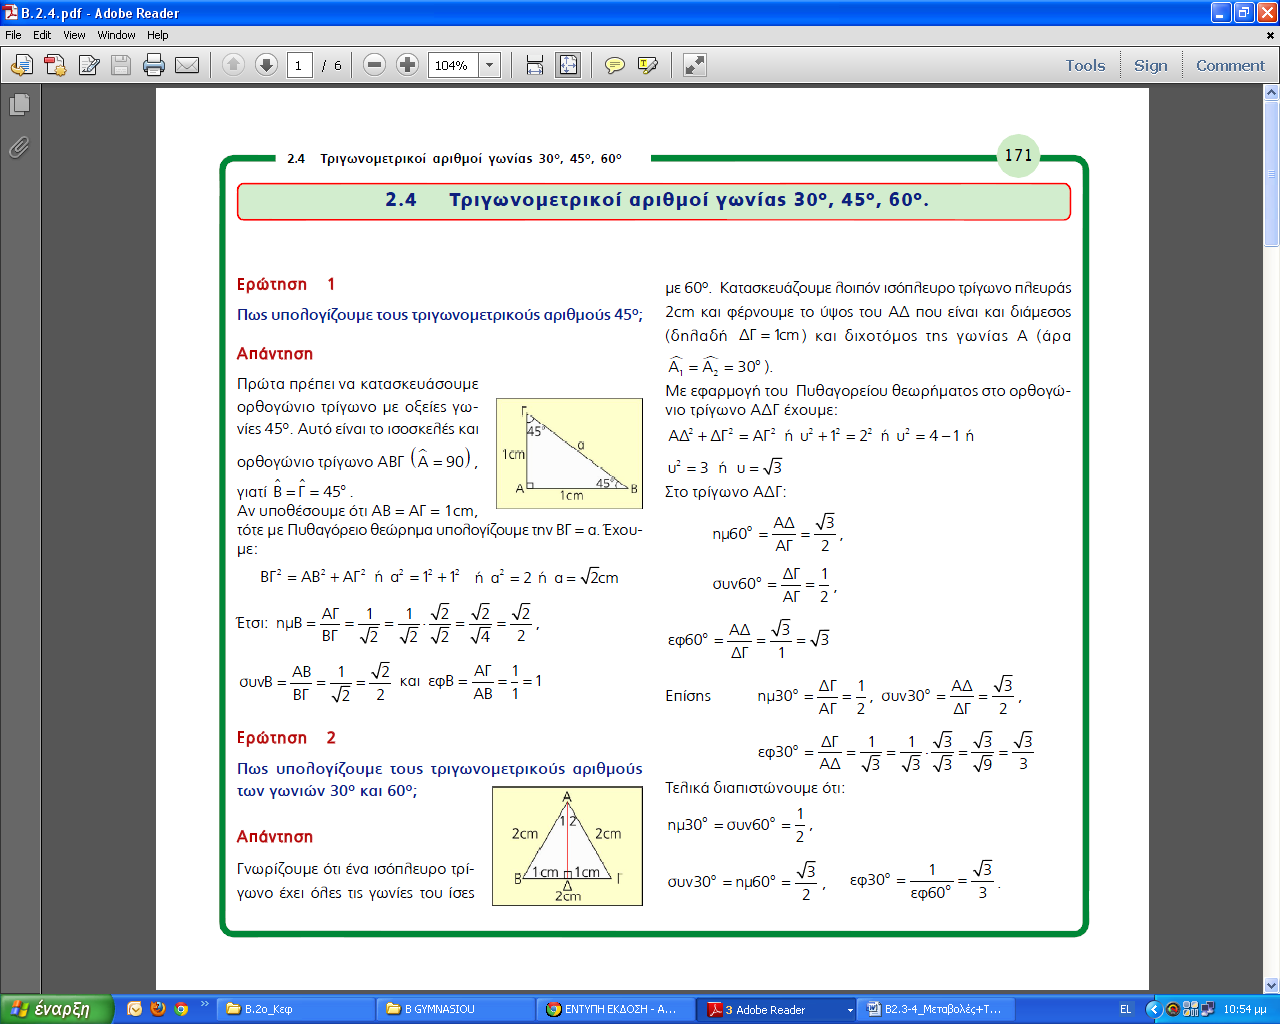 B.2.4.pdf - Adobe Reader
File Edit View Window Help
1 / 6 104% Tools Sign Comment
2.4 Τριγωνομετρικοί αριθμοί γωνίας 30°, 45°, 60°
171
2.4 Τριγωνομετρικοί αριθμοί γωνίας 30°, 45°, 60°.
Ερώτηση 1
Πως υπολογίζουμε τους τριγωνομετρικούς αριθμούς 45°;
Απάντηση
Πρώτα πρέπει να κατασκευάσουμε
ορθογώνιο τρίγωνο με οξείες γω-
νίες 45°. Αυτό είναι το ισοσκελές και
ορθογώνιο τρίγωνο ΑΒΓ (Â = 90),
γιατί B̂ = Γ̂ = 45°.
Γ
45°
α
1cm
45°
Α
Β
1cm
Αν υποθέσουμε ότι ΑΒ = ΑΓ = 1cm,
τότε με Πυθαγόρειο θεώρημα υπολογίζουμε την ΒΓ = α. Έχου-
με:
ΒΓ² = ΑΒ² + ΑΓ² ή α² = 1² + 1² ή α² = 2 ή α = √2cm
Έτσι: ημΒ = ΑΓ/ΒΓ = 1/√2 = 1/√2 · √2/√2 = √2/√4 = √2/2,
συνΒ = ΑΒ/ΒΓ = 1/√2 = √2/2 και εφΒ = ΑΓ/ΑΒ = 1/1 = 1
Ερώτηση 2
Πως υπολογίζουμε τους τριγωνομετρικούς αριθμούς
των γωνιών 30° και 60°;
Απάντηση
Γνωρίζουμε ότι ένα ισόπλευρο τρί-
γωνο έχει όλες τις γωνίες του ίσες
Α
1 2
2cm 2cm
Β 1cm 1cm Γ
Δ
2cm
με 60°. Κατασκευάζουμε λοιπόν ισόπλευρο τρίγωνο πλευράς
2cm και φέρνουμε το ύψος του ΑΔ που είναι και διάμεσος
(δηλαδή ΔΓ = 1cm) και διχοτόμος της γωνίας Α (άρα
Â₁ = Â₂ = 30°).
Με εφαρμογή του Πυθαγορείου θεωρήματος στο ορθογώ-
νιο τρίγωνο ΑΔΓ έχουμε:
ΑΔ² + ΔΓ² = ΑΓ² ή υ² + 1² = 2² ή υ² = 4 − 1 ή
υ² = 3 ή υ = √3
Στο τρίγωνο ΑΔΓ:
ημ60° = ΑΔ/ΑΓ = √3/2,
συν60° = ΔΓ/ΑΓ = 1/2,
εφ60° = ΑΔ/ΔΓ = √3/1 = √3
Επίσης ημ30° = ΔΓ/ΑΓ = 1/2, συν30° = ΑΔ/ΔΓ = √3/2,
εφ30° = ΔΓ/ΑΔ = 1/√3 = 1/√3 · √3/√3 = √3/√9 = √3/3
Τελικά διαπιστώνουμε ότι:
ημ30° = συν60° = 1/2,
συν30° = ημ60° = √3/2, εφ30° = 1/εφ60° = √3/3.
έναρξη B.2o_Κεφ B GYMNASIOU ΕΝΤΥΠΗ ΕΚΔΟΣΗ - Α... 3 Adobe Reader B2.3-4_Μεταβολές+Τ... EL 10:54 μμ